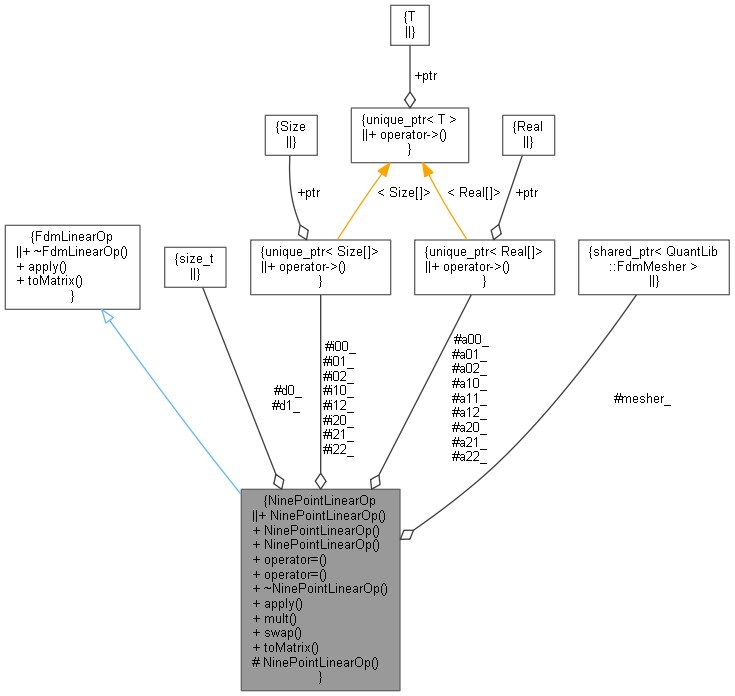 {T
||}
+ptr
{unique_ptr< T >
||+ operator->()
}
{Size
||}
{Real
||}
+ptr
< Size[]>
< Real[]>
+ptr
{FdmLinearOp
||+ ~FdmLinearOp()
+ apply()
+ toMatrix()
}
{size_t
||}
{unique_ptr< Size[]>
||+ operator->()
}
{unique_ptr< Real[]>
||+ operator->()
}
{shared_ptr< QuantLib
::FdmMesher >
||}
#d0_
#d1_
#i00_
#i01_
#i02_
#i10_
#i12_
#i20_
#i21_
#i22_
#a00_
#a01_
#a02_
#a10_
#a11_
#a12_
#a20_
#a21_
#a22_
#mesher_
{NinePointLinearOp
||+ NinePointLinearOp()
+ NinePointLinearOp()
+ NinePointLinearOp()
+ operator=()
+ operator=()
+ ~NinePointLinearOp()
+ apply()
+ mult()
+ swap()
+ toMatrix()
# NinePointLinearOp()
}